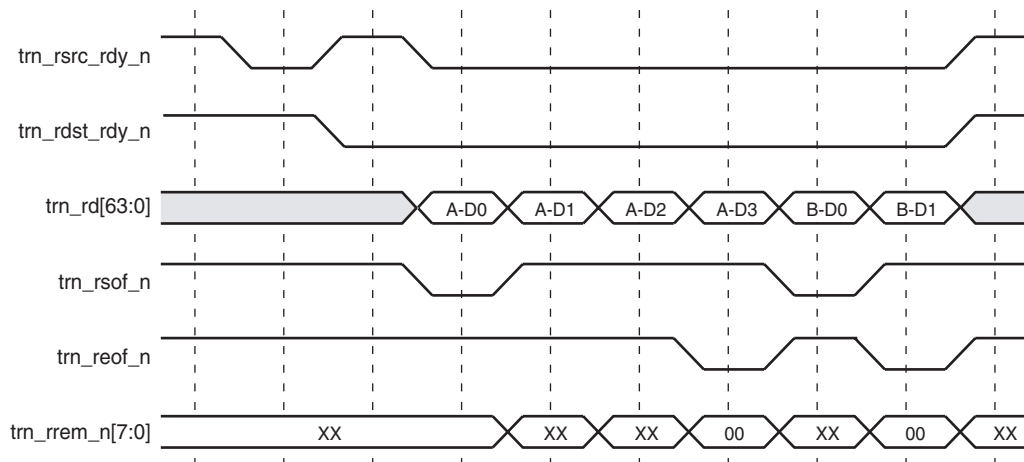 trn_rsrc_rdy_n
trn_rdst_rdy_n
trn_rd[63:0] A-D0 A-D1 A-D2 A-D3 B-D0 B-D1
trn_rsof_n
trn_reof_n
trn_rrem_n[7:0] XX XX XX 00 XX 00 XX